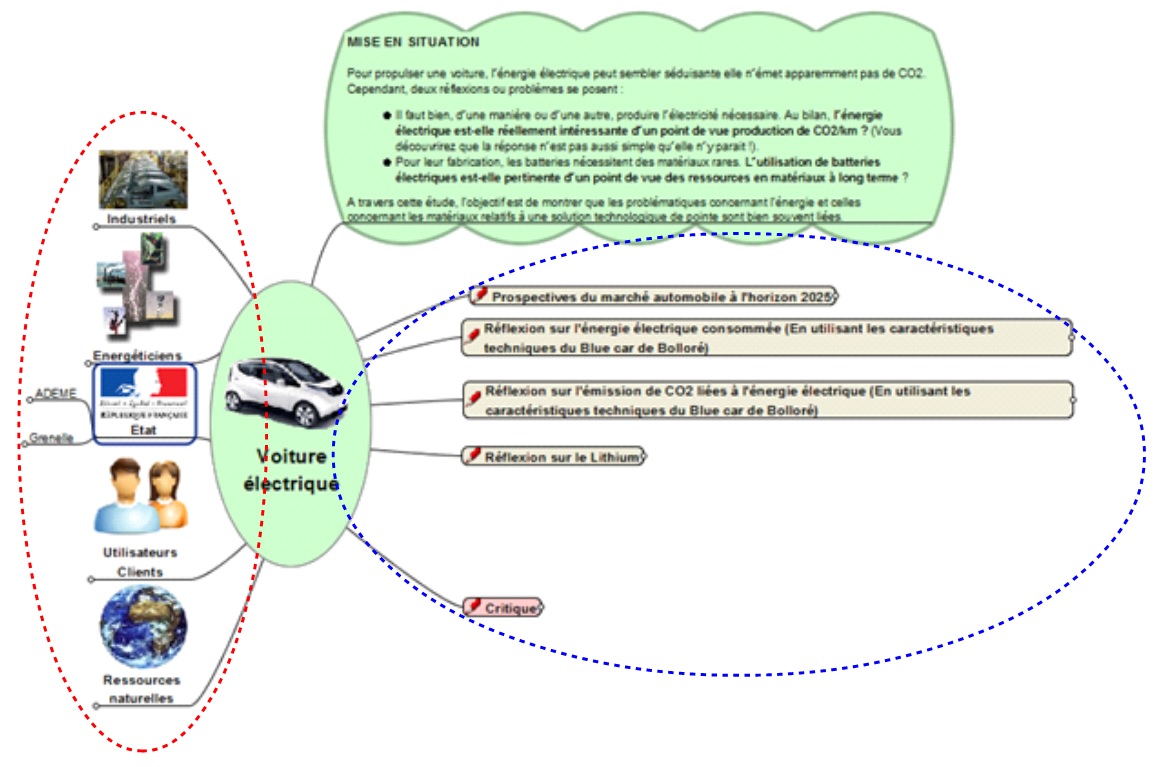 MISE EN SITUATION
Pour propulser une voiture, l'énergie électrique peut sembler séduisante elle n'émet apparemment pas de CO2.
Cependant, deux réflexions ou problèmes se posent :
● Il faut bien, d'une manière ou d'une autre, produire l'électricité nécessaire. Au bilan, l'énergie
électrique est-elle réellement intéressante d'un point de vue production de CO2/km ? (Vous
découvrirez que la réponse n'est pas aussi simple qu'elle n'y parait !).
● Pour leur fabrication, les batteries nécessitent des matériaux rares. L'utilisation de batteries
électriques est-elle pertinente d'un point de vue des ressources en matériaux à long terme ?
A travers cette étude, l'objectif est de montrer que les problématiques concernant l'énergie et celles
concernant les matériaux relatifs à une solution technologique de pointe sont bien souvent liées.
Industriels
Energéticiens
ADEME
Grenelle
RÉPUBLIQUE FRANÇAISE
Etat
Utilisateurs
Clients
Ressources
naturelles
Voiture
électrique
Prospectives du marché automobile à l'horizon 2025
Réflexion sur l'énergie électrique consommée (En utilisant les caractéristiques
techniques du Blue car de Bolloré)
Réflexion sur l'émission de CO2 liées à l'énergie électrique (En utilisant les
caractéristiques techniques du Blue car de Bolloré)
Réflexion sur le Lithium
Critique